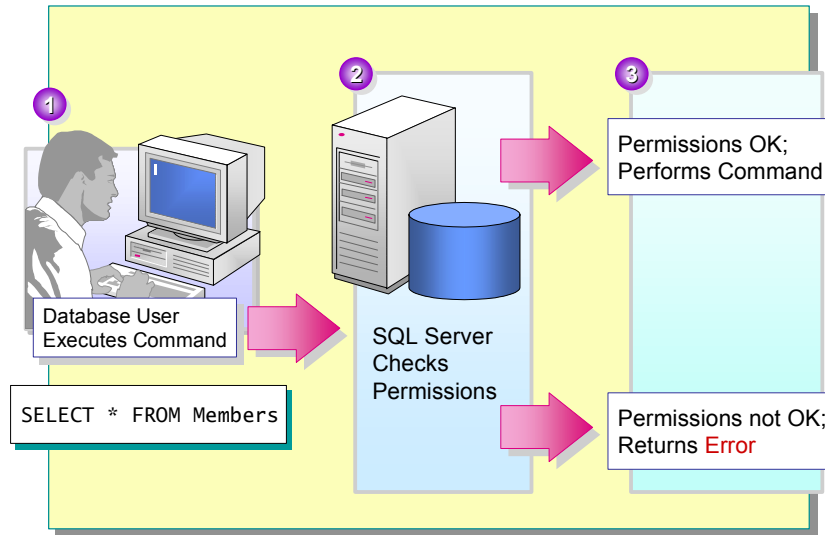 1
Database User
Executes Command
SELECT * FROM Members
2
SQL Server
Checks
Permissions
3
Permissions OK;
Performs Command
Permissions not OK;
Returns Error